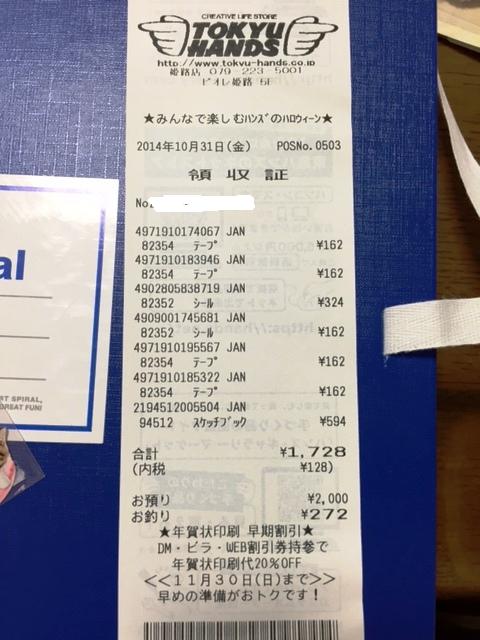 CREATIVE LIFE STORE
TOKYU
HANDS
http://www.tokyu-hands.co.jp
姫路店 079-223-5001
ピオレ姫路 5F
★みんなで楽しむﾊﾝｽﾞのﾊﾛｳｨｰﾝ★
2014年10月31日(金) POSNo.0503
領収証
No
4971910174067 JAN
82354 ﾃｰﾌﾟ ¥162
4971910183946 JAN
82354 ﾃｰﾌﾟ ¥162
4902805838719 JAN
82352 ｼｰﾙ ¥324
4909001745681 JAN
82352 ｼｰﾙ ¥162
4971910195567 JAN
82354 ﾃｰﾌﾟ ¥162
4971910185322 JAN
82354 ﾃｰﾌﾟ ¥162
2194512005504 JAN
94512 ｽｹｯﾁﾌﾞｯｸ ¥594
合計 ¥1,728
(内税 ¥128)
お預り ¥2,000
お釣り ¥272
★年賀状印刷 早期割引★
DM・ビラ・WEB割引券持参で
年賀状印刷代20%OFF
<<11月30日(日)まで>>
早めの準備がおトクです！
al
RT SPIRAL,
GREAT FUN!